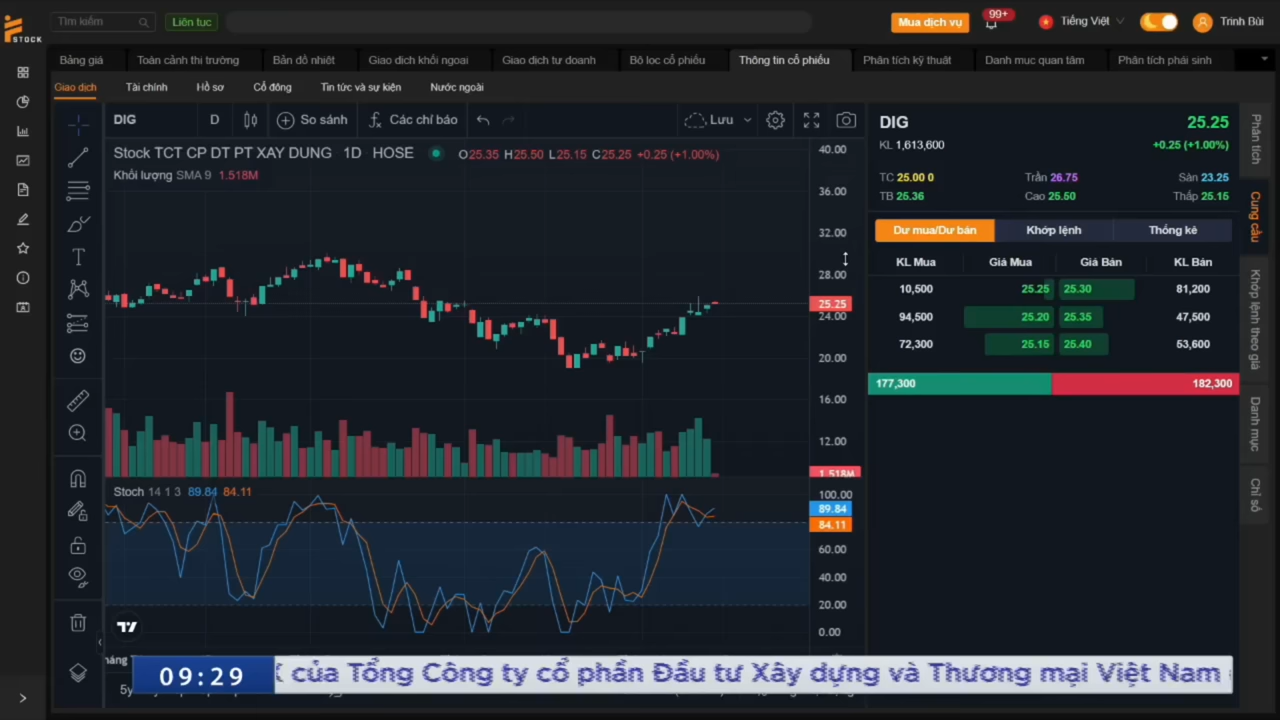 STOCK
Tìm kiếm
Liên tục
Mua dịch vụ
99+
Tiếng Việt
Trinh Bùi
Bảng giá
Toàn cảnh thị trường
Bản đồ nhiệt
Giao dịch khối ngoại
Giao dịch tự doanh
Bộ lọc cổ phiếu
Thông tin cổ phiếu
Phân tích kỹ thuật
Danh mục quan tâm
Phân tích phái sinh
Giao dịch
Tài chính
Hồ sơ
Cổ đông
Tin tức và sự kiện
Nước ngoài
DIG
D
So sánh
Các chỉ báo
Lưu
Stock TCT CP DT PT XAY DUNG 1D HOSE
O25.35 H25.50 L25.15 C25.25 +0.25 (+1.00%)
Khối lượng SMA 9 1.518M
40.00
36.00
32.00
28.00
25.25
24.00
20.00
16.00
12.00
1.518M
Stoch 14 1 3 89.84 84.11
100.00
89.84
84.11
60.00
40.00
20.00
0.00
DIG
25.25
KL 1,613,600
+0.25 (+1.00%)
TC 25.00 0
Trần 26.75
Sàn 23.25
TB 25.36
Cao 25.50
Thấp 25.15
Dư mua/Dư bán
Khớp lệnh
Thống kê
KL Mua Giá Mua Giá Bán KL Bán
10,500 25.25 25.30 81,200
94,500 25.20 25.35 47,500
72,300 25.15 25.40 53,600
177,300 182,300
Phân tích
Cung cầu
Khớp lệnh theo giá
Danh mục
Chỉ số
09:29
của Tổng Công ty cổ phần Đầu tư Xây dựng và Thương mại Việt Nam